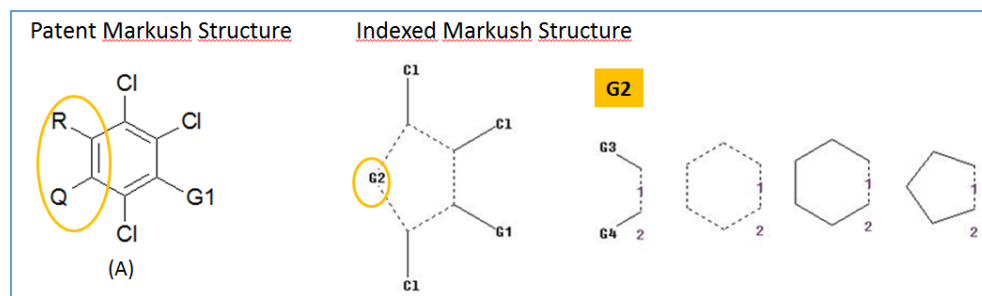 Patent Markush Structure
Indexed Markush Structure
Cl
R
Cl
Q
G1
Cl
(A)
Cl
Cl
G2
G1
Cl
G2
G3
1
G4 2
1
2
1
2
1
2